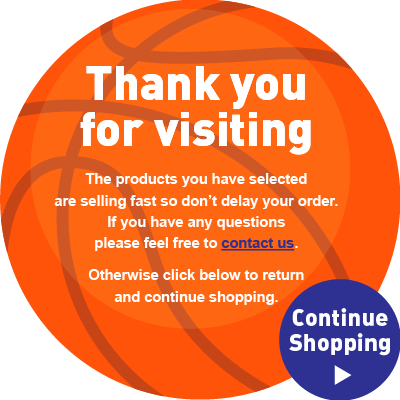 Thank you
for visiting
The products you have selected
are selling fast so don’t delay your order.
If you have any questions
please feel free to contact us.
Otherwise click below to return
and continue shopping.
Continue
Shopping